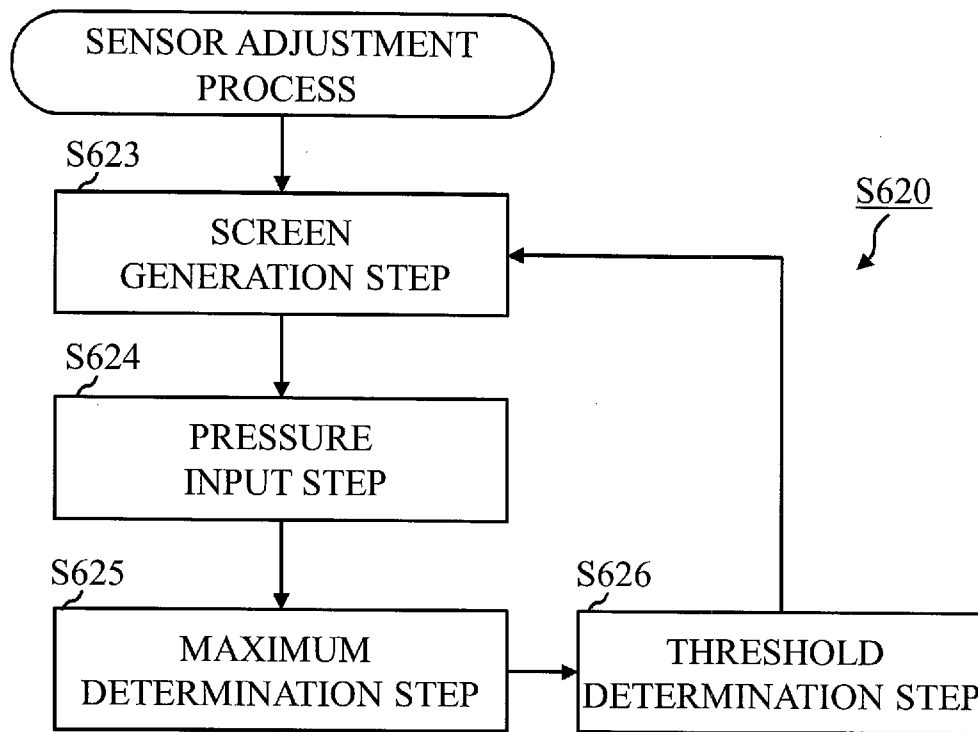 SENSOR ADJUSTMENT
PROCESS
S623
SCREEN
GENERATION STEP
S620
S624
PRESSURE
INPUT STEP
S625
MAXIMUM
DETERMINATION STEP
S626
THRESHOLD
DETERMINATION STEP